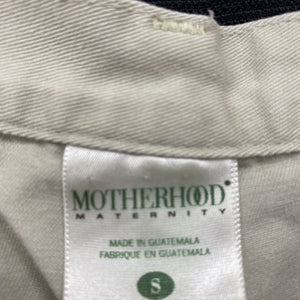 MOTHERHOOD®
MATERNITY
MADE IN GUATEMALA
FABRIQUE EN GUATEMALA
S